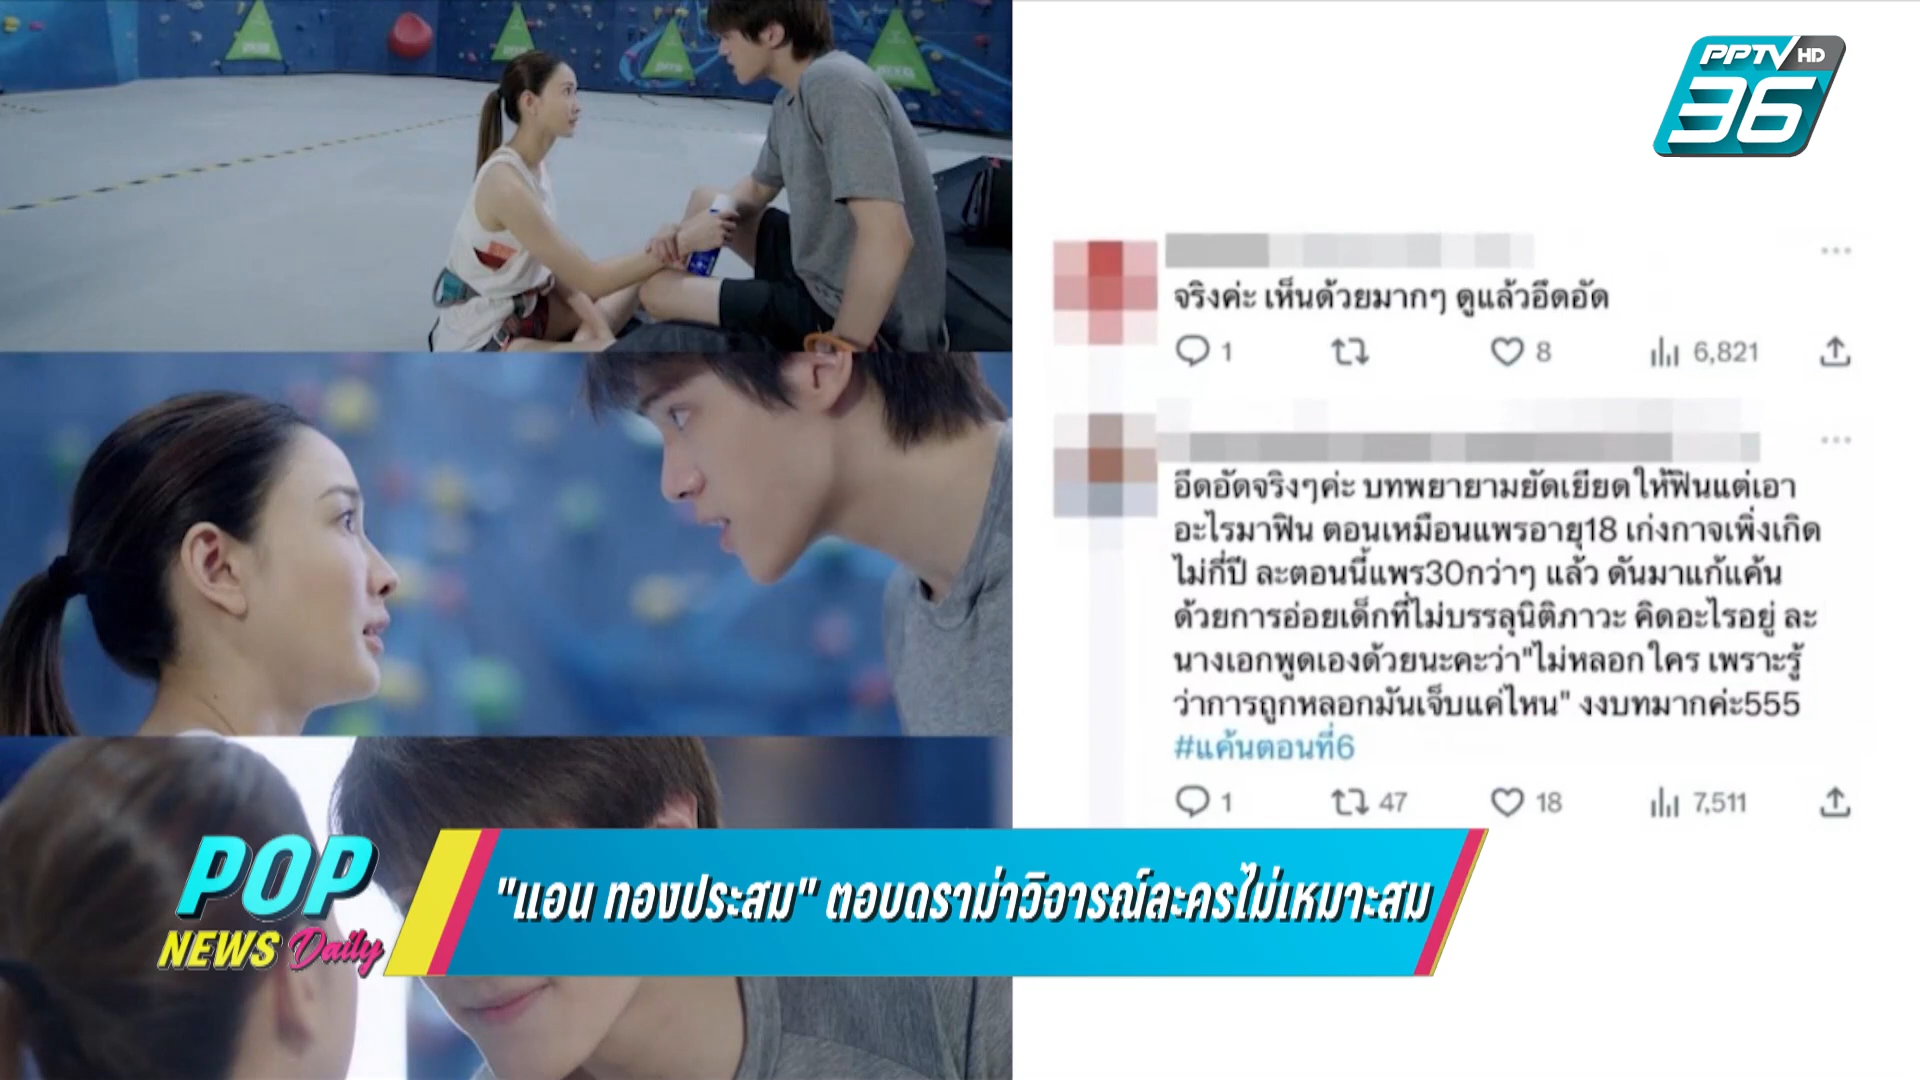 PPTV HD
36
จริงค่ะ เห็นด้วยมากๆ ดูแล้วอึดอัด
1 8 6,821
อึดอัดจริงๆค่ะ บทพยายามยัดเยียดให้ฟินแต่เอา
อะไรมาฟิน ตอนเหมือนแพรอายุ18 เก่งกาจเพิ่งเกิด
ไม่กี่ปี ละตอนนี้แพร30กว่าๆ แล้ว ดันมาแก้แค้น
ด้วยการอ่อยเด็กที่ไม่บรรลุนิติภาวะ คิดอะไรอยู่ ละ
นางเอกพูดเองด้วยนะคะว่า"ไม่หลอกใคร เพราะรู้
ว่าการถูกหลอกมันเจ็บแค่ไหน" งงบทมากค่ะ555
#แค้นตอนที่6
1 47 18 7,511
POP
NEWS Daily
"แอน ทองประสม" ตอบดราม่าวิจารณ์ละครไม่เหมาะสม